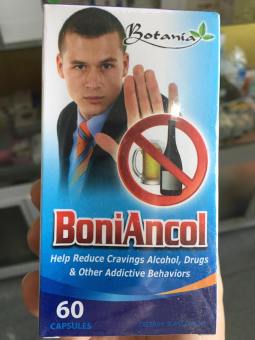 Botania
BoniAncol
Help Reduce Cravings Alcohol, Drugs
& Other Addictive Behaviors
60
CAPSULES